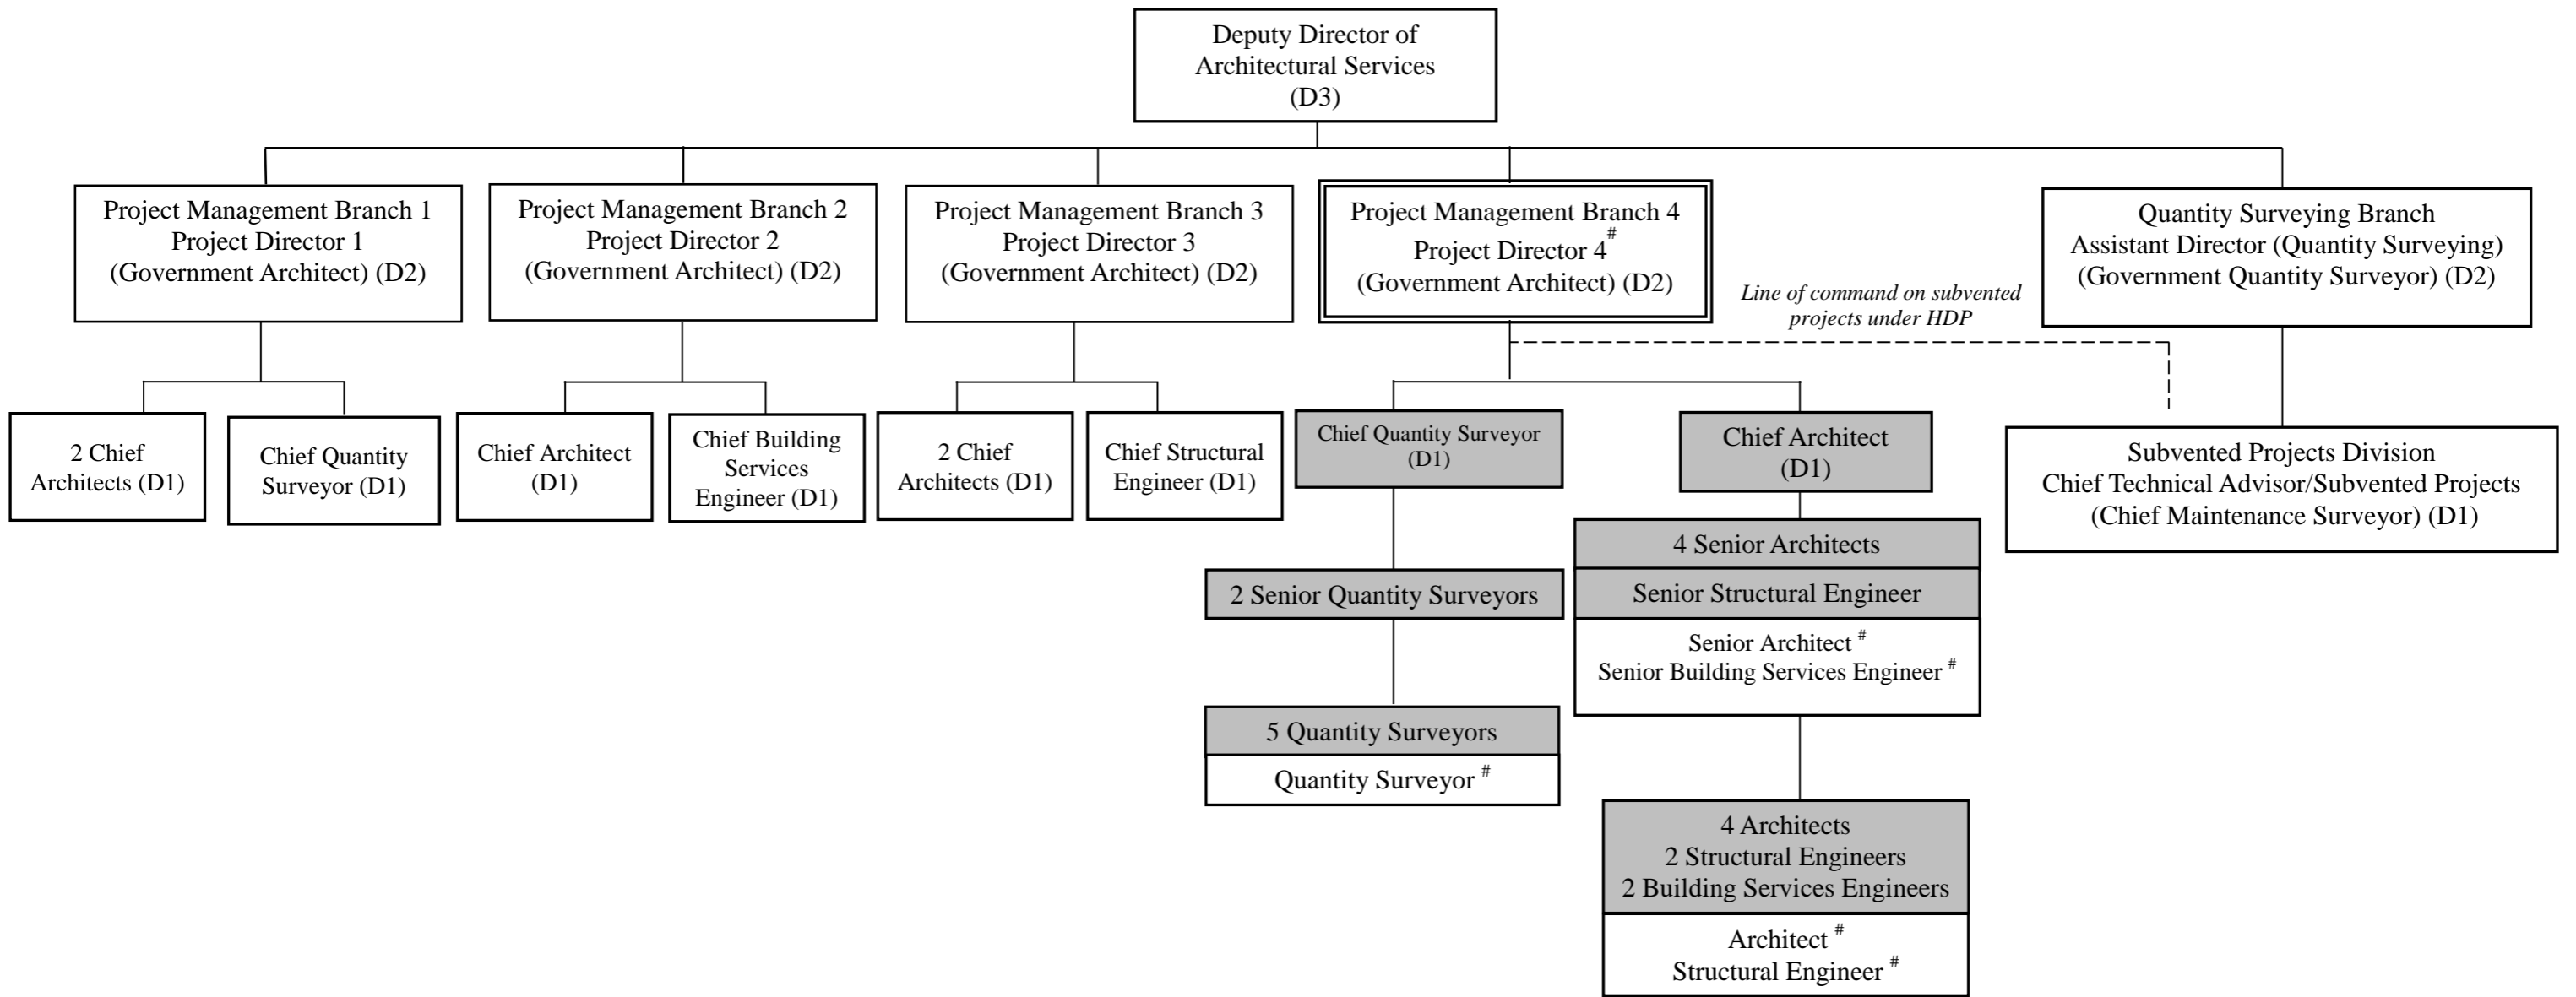 Deputy Director of
Architectural Services
(D3)
Project Management Branch 1
Project Director 1
(Government Architect) (D2)
Project Management Branch 2
Project Director 2
(Government Architect) (D2)
Project Management Branch 3
Project Director 3
(Government Architect) (D2)
Project Management Branch 4
Project Director 4#
(Government Architect) (D2)
Quantity Surveying Branch
Assistant Director (Quantity Surveying)
(Government Quantity Surveyor) (D2)
Line of command on subvented
projects under HDP
2 Chief
Architects (D1)
Chief Quantity
Surveyor (D1)
Chief Architect
(D1)
Chief Building
Services
Engineer (D1)
2 Chief
Architects (D1)
Chief Structural
Engineer (D1)
Chief Quantity Surveyor
(D1)
Chief Architect
(D1)
Subvented Projects Division
Chief Technical Advisor/Subvented Projects
(Chief Maintenance Surveyor) (D1)
2 Senior Quantity Surveyors
4 Senior Architects
Senior Structural Engineer
Senior Architect #
Senior Building Services Engineer #
5 Quantity Surveyors
Quantity Surveyor #
4 Architects
2 Structural Engineers
2 Building Services Engineers
Architect #
Structural Engineer #